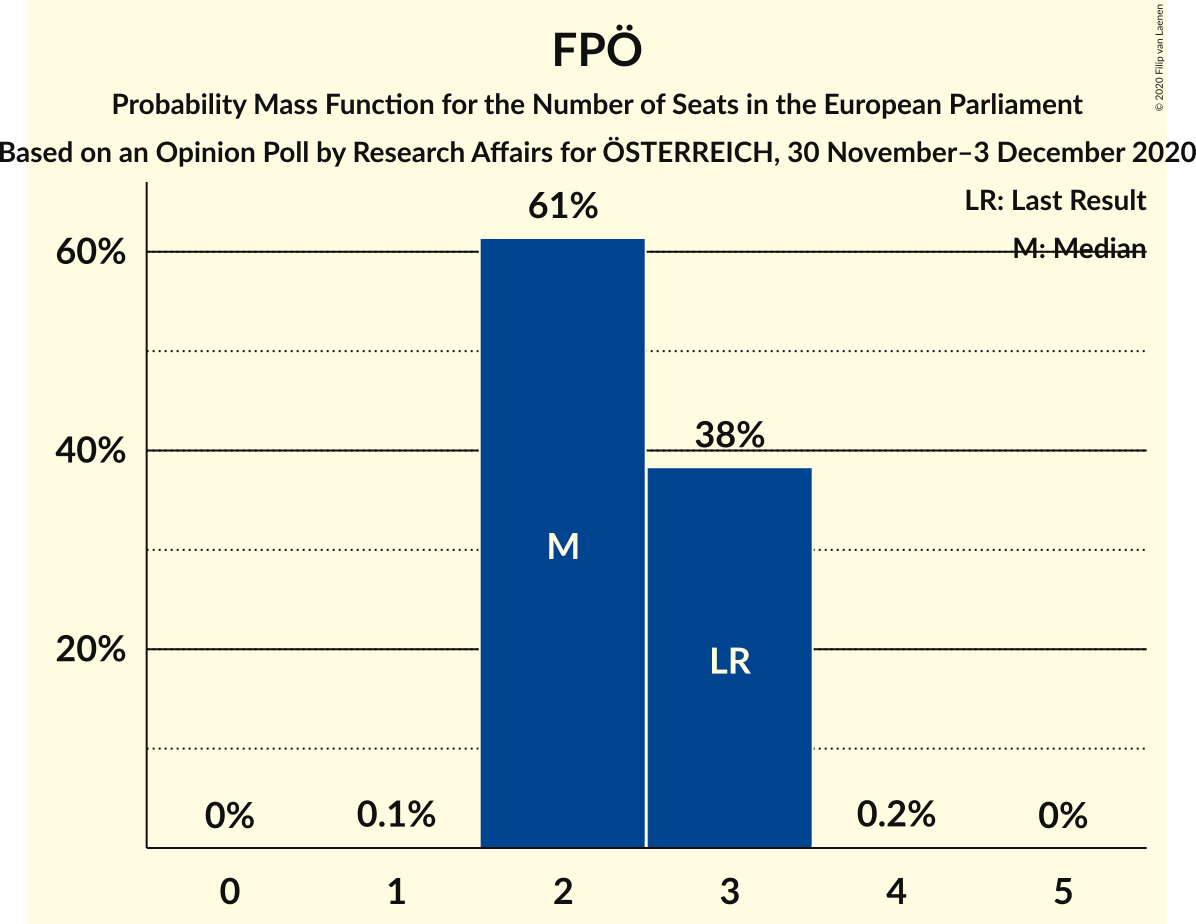 FPÖ
© 2020 Filip van Laenen
Probability Mass Function for the Number of Seats in the European Parliament
Based on an Opinion Poll by Research Affairs for ÖSTERREICH, 30 November–3 December 2020
LR: Last Result
M: Median
61%
60%
38%
40%
M
20%
LR
0%
0.1%
0.2%
0%
0 1 2 3 4 5